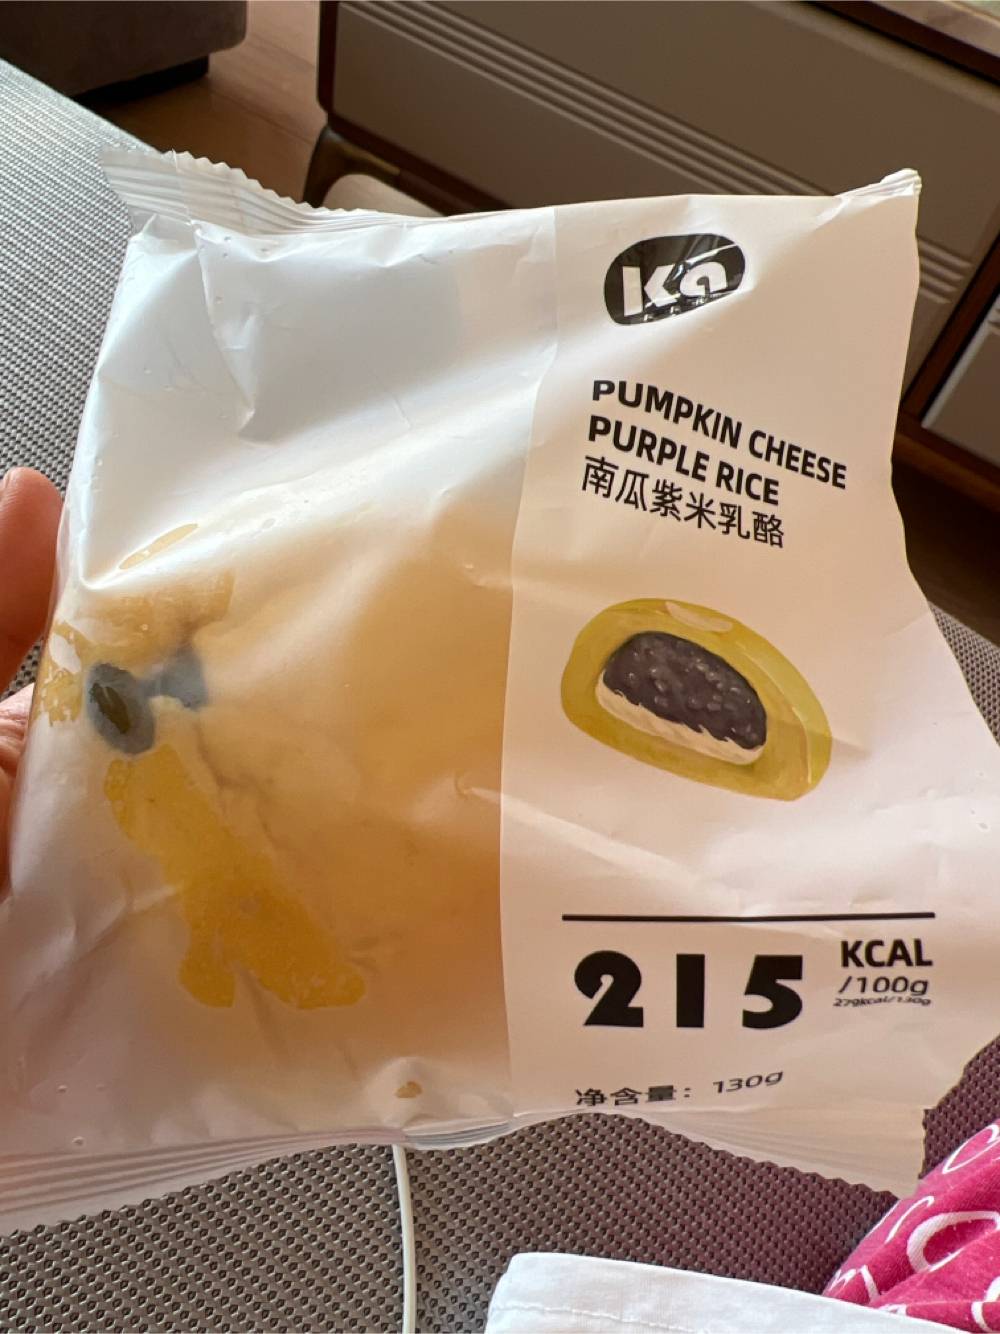 Ka
PUMPKIN CHEESE
PURPLE RICE
南瓜紫米乳酪
215 KCAL
/100g
279kcal/130g
净含量：130g